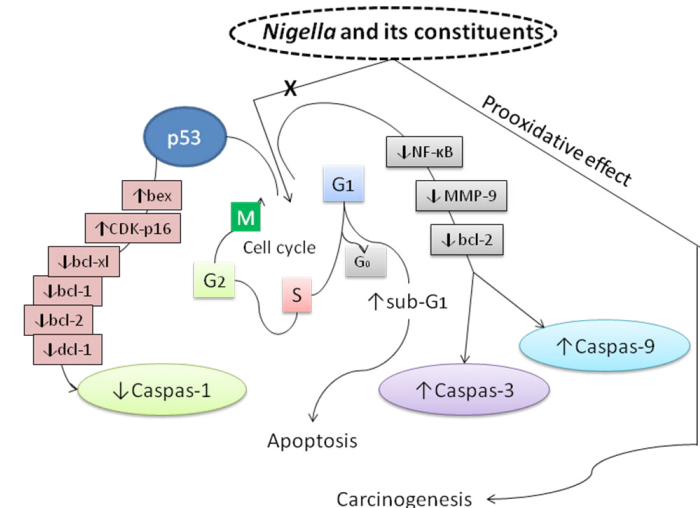 Nigella and its constituents
X
Prooxidative effect
p53
↑bex
↑CDK-p16
↓bcl-xl
↓bcl-1
↓bcl-2
↓dcl-1
↓Caspas-1
M
Cell cycle
G2
S
G1
G0
↑sub-G1
Apoptosis
↓NF-κB
↓MMP-9
↓bcl-2
↑Caspas-9
↑Caspas-3
Carcinogenesis